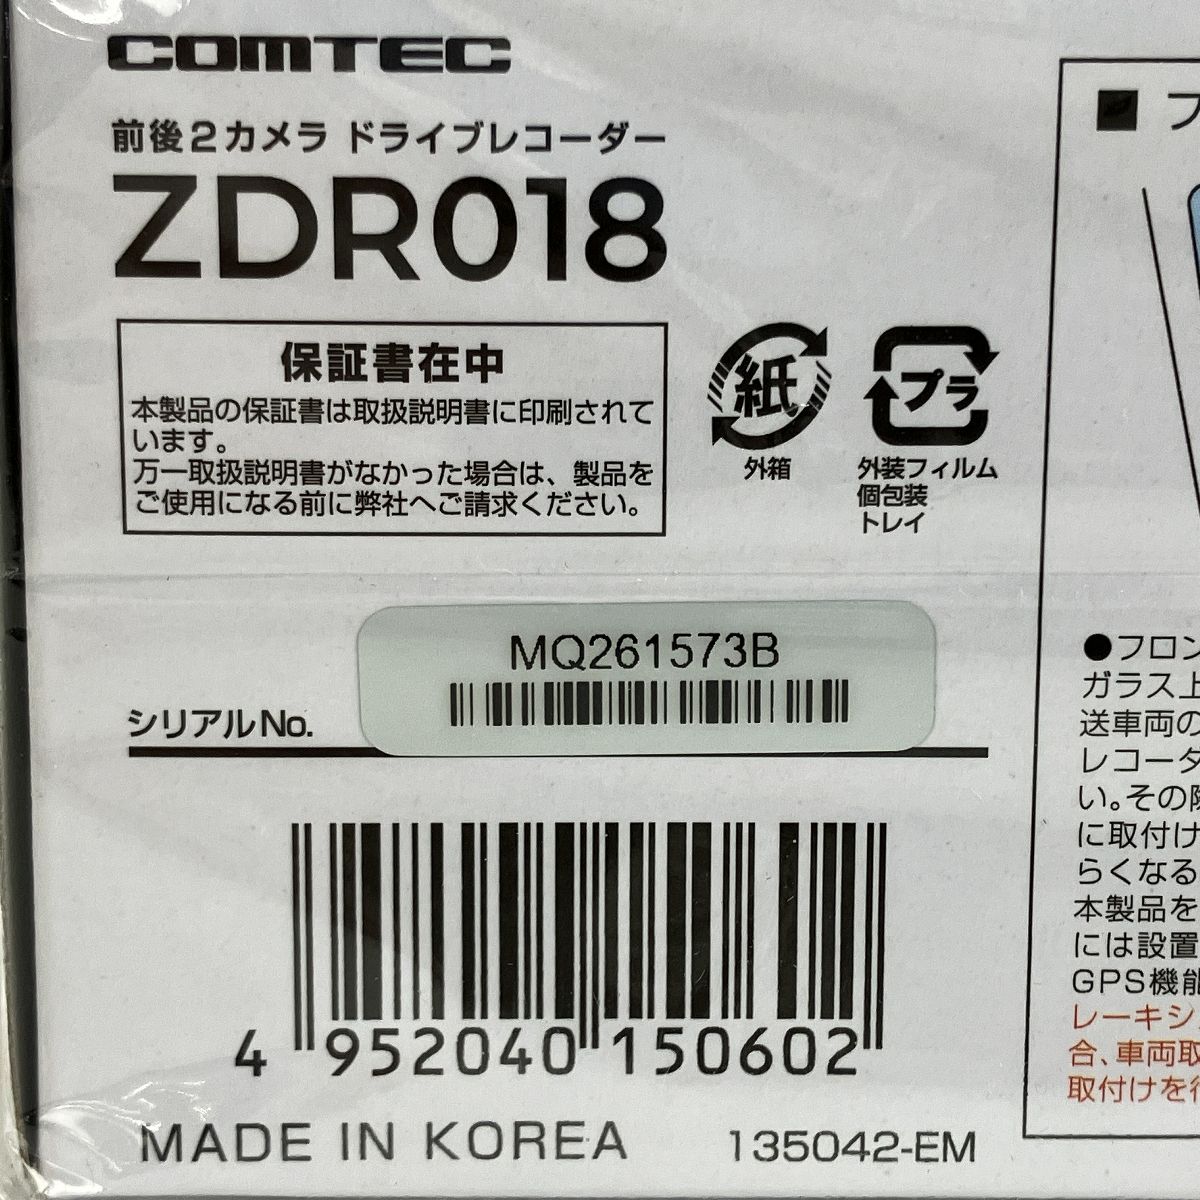 COMTEC
前後2カメラ ドライブレコーダー
ZDR018
保証書在中
本製品の保証書は取扱説明書に印刷されて
います。
万一取扱説明書がなかった場合は、製品を
ご使用になる前に弊社へご請求ください。
紙
外箱
プラ
外装フィルム
個包装
トレイ
シリアルNo.
MQ261573B
4 952040 150602
MADE IN KOREA
135042-EM
■ フ
●フロン
ガラス上
送車両の
レコータ
い。その
に取付け
らくなる
本製品を
には設置
GPS機能
レーキシ
合、車両取
取付けを